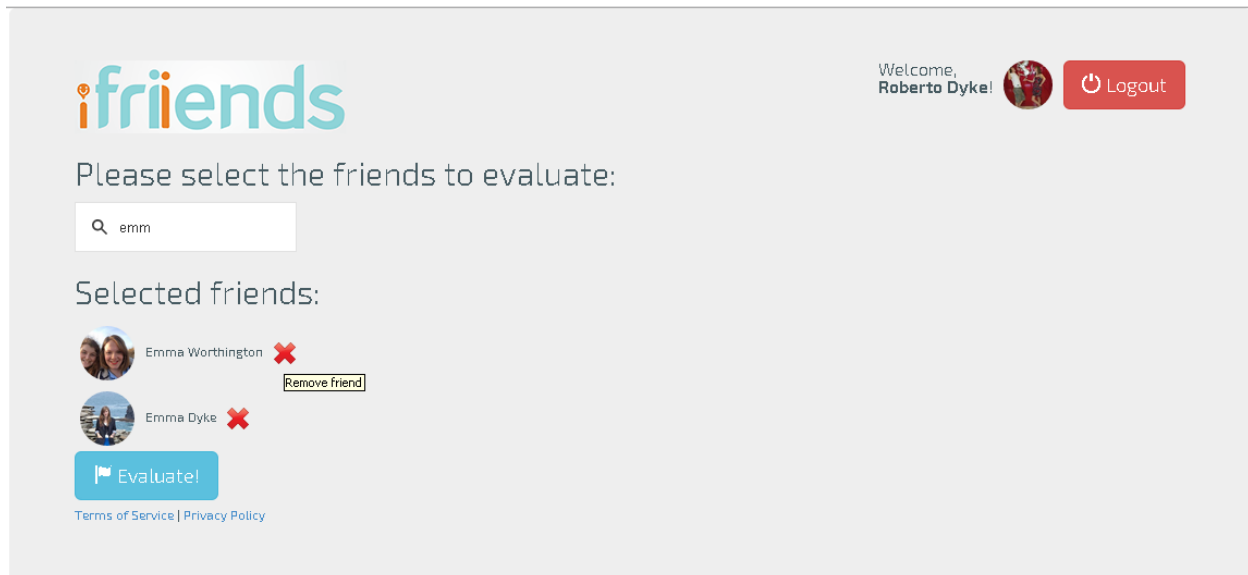 ifriiends
Welcome,
Roberto Dyke!
Logout
Please select the friends to evaluate:
emm
Selected friends:
Emma Worthington
Remove friend
Emma Dyke
Evaluate!
Terms of Service | Privacy Policy